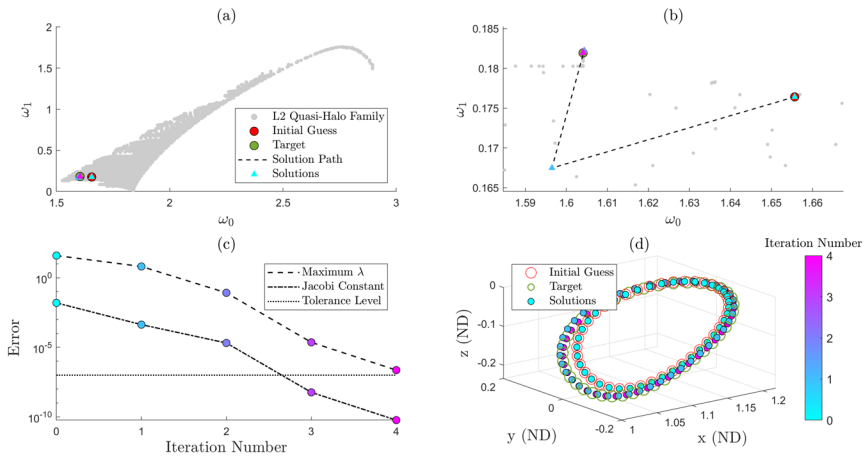 (a)
2
1.5
1
0.5
0
ω₁
1.5
2
2.5
3
ω₀
L2 Quasi-Halo Family
Initial Guess
Target
Solution Path
Solutions
(b)
0.185
0.18
0.175
0.17
0.165
ω₁
1.59
1.6
1.61
1.62
1.63
1.64
1.65
1.66
ω₀
(c)
10⁰
10⁻⁵
10⁻¹⁰
Error
0
1
2
3
4
Iteration Number
Maximum λ
Jacobi Constant
Tolerance Level
(d)
Initial Guess
Target
Solutions
0
-0.1
-0.2
z (ND)
0.2
0
-0.2
y (ND)
1
1.05
1.1
1.15
1.2
x (ND)
Iteration Number
4
3
2
1
0